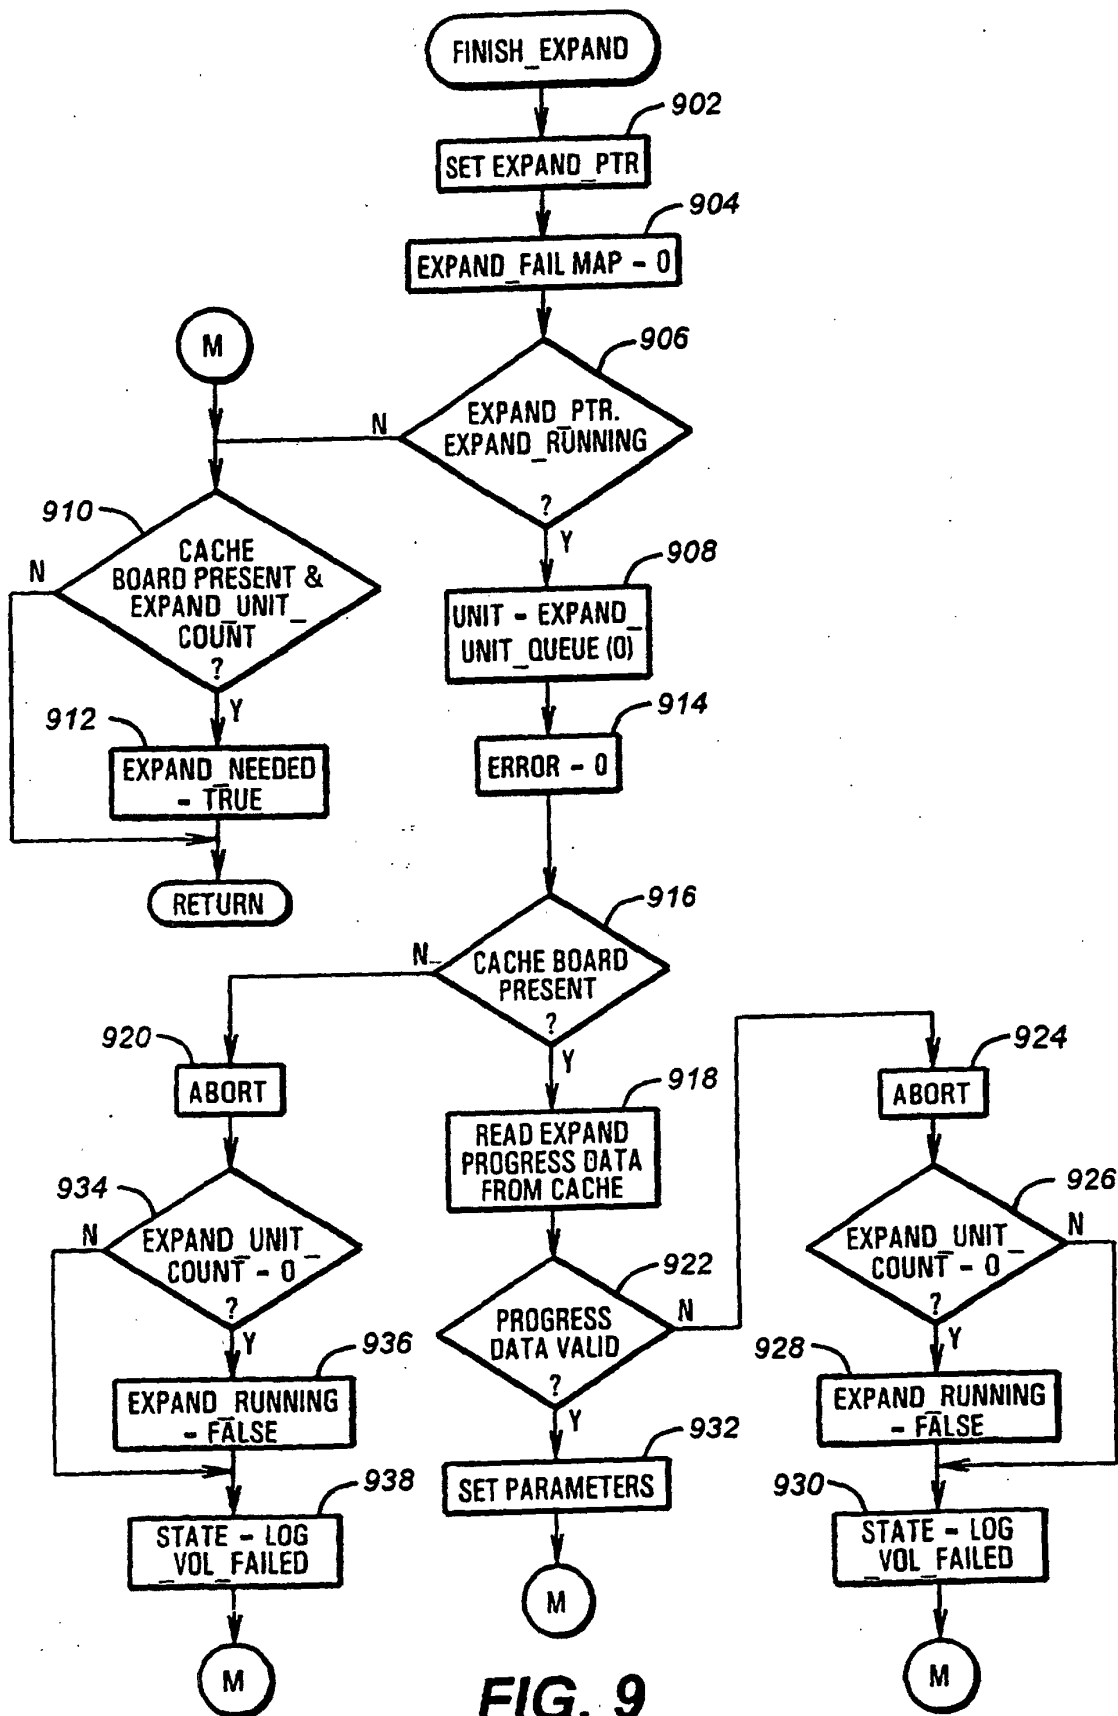 FINISH_EXPAND
902
SET EXPAND_PTR
904
EXPAND_FAIL MAP - 0
M
906
EXPAND_PTR.
EXPAND_RUNNING
?
N
Y
910
CACHE
BOARD PRESENT &
EXPAND_UNIT_
COUNT
?
N
Y
908
UNIT - EXPAND_
UNIT_QUEUE (0)
912
EXPAND_NEEDED
- TRUE
914
ERROR - 0
RETURN
916
CACHE BOARD
PRESENT
?
N
Y
920
ABORT
918
READ EXPAND
PROGRESS DATA
FROM CACHE
924
ABORT
934
EXPAND_UNIT_
COUNT - 0
?
N
Y
922
PROGRESS
DATA VALID
?
N
Y
926
EXPAND_UNIT_
COUNT - 0
?
N
Y
936
EXPAND_RUNNING
- FALSE
932
SET PARAMETERS
928
EXPAND_RUNNING
- FALSE
938
STATE - LOG
_VOL_FAILED
M
930
STATE - LOG
_VOL_FAILED
M
M
FIG. 9